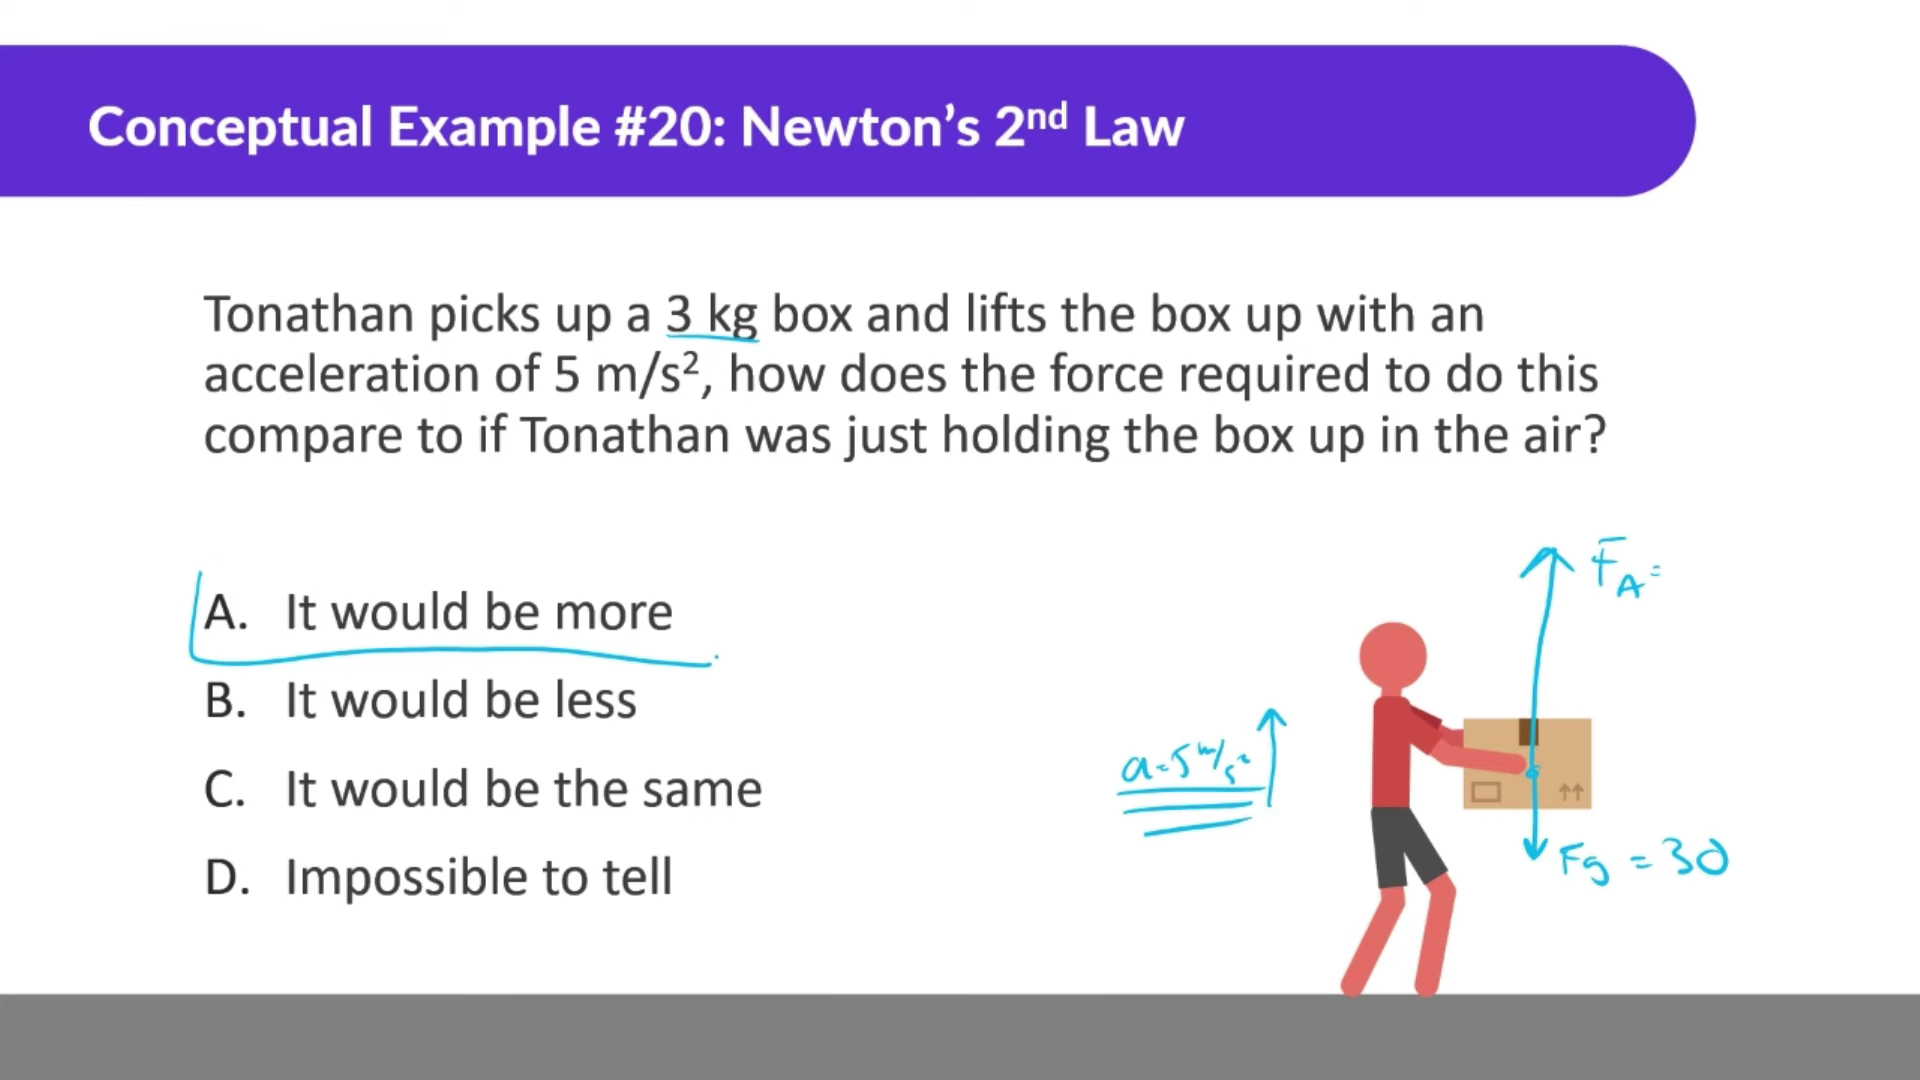 Conceptual Example #20: Newton's 2nd Law
Tonathan picks up a 3 kg box and lifts the box up with an
acceleration of 5 m/s², how does the force required to do this
compare to if Tonathan was just holding the box up in the air?
A. It would be more
B. It would be less
C. It would be the same
D. Impossible to tell
F_A =
a = 5 m/s²
Fg = 30